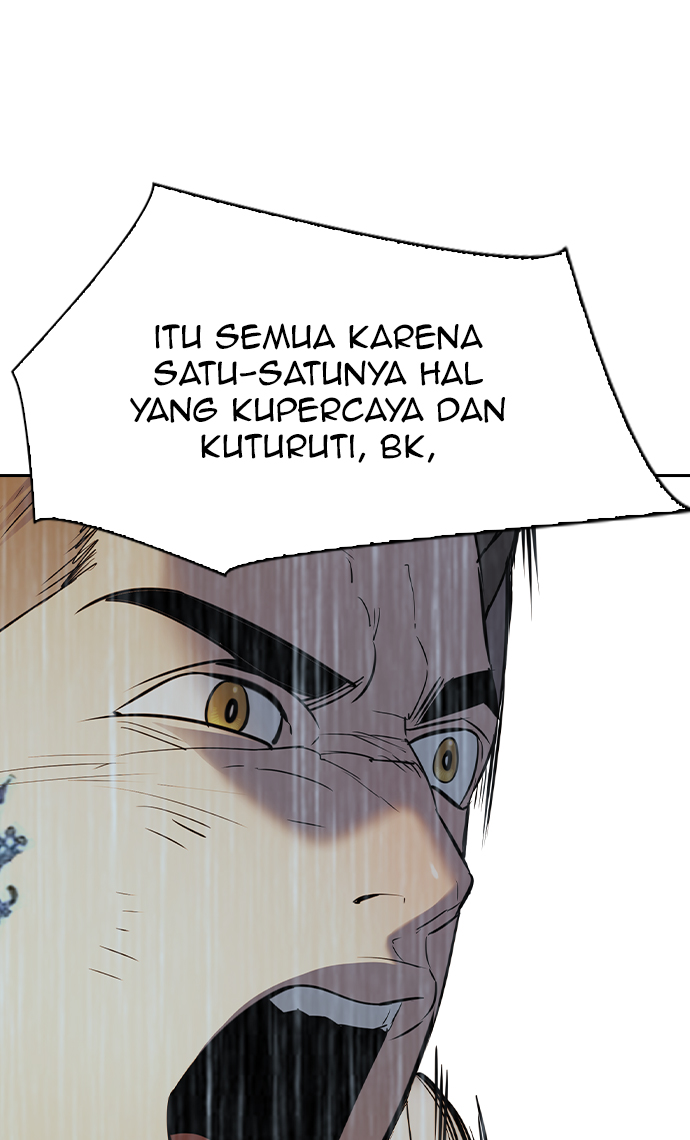 ITU SEMUA KARENA
SATU-SATUNYA HAL
YANG KUPERCAYA DAN
KUTURUTI, BK,